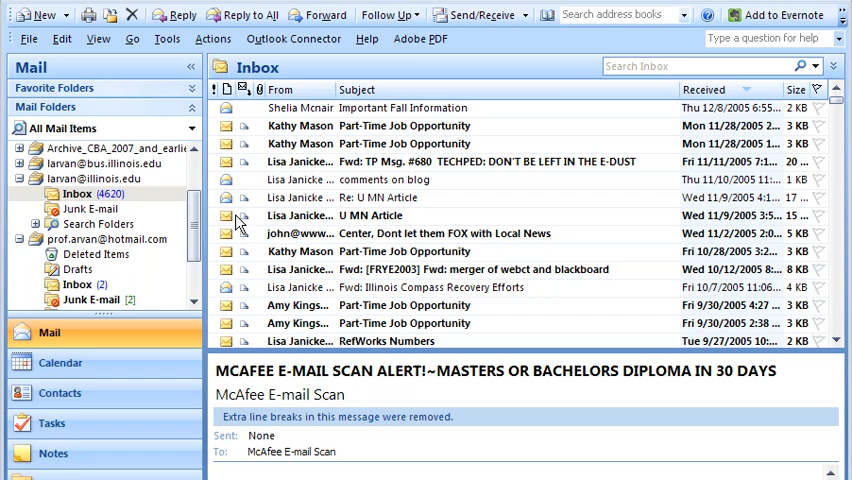 New Reply Reply to All Forward Follow Up Send/Receive Search address books Add to Evernote
File Edit View Go Tools Actions Outlook Connector Help Adobe PDF Type a question for help
Mail « Inbox Search Inbox
Favorite Folders
! From Subject Received Size
Mail Folders
Shelia Mcnair Important Fall Information Thu 12/8/2005 6:55... 2 KB
All Mail Items
Kathy Mason Part-Time Job Opportunity Mon 11/28/2005 2... 3 KB
Archive_CBA_2007_and_earlie
Kathy Mason Part-Time Job Opportunity Mon 11/28/2005 2... 3 KB
larvan@bus.illinois.edu
Lisa Janicke... Fwd: TP Msg. #680 TECHPED: DON'T BE LEFT IN THE E-DUST Fri 11/11/2005 7:1... 20 ...
larvan@illinois.edu
Lisa Janicke ... comments on blog Thu 11/10/2005 4:... 4 KB
Inbox (4620)
Lisa Janicke ... Re: U MN Article Wed 11/9/2005 4:... 17 ...
Junk E-mail
Lisa Janicke... U MN Article Wed 11/9/2005 3:5... 15 ...
Search Folders
john@www... Center, Dont let them FOX with Local News Wed 11/2/2005 2:0... 5 KB
prof.arvan@hotmail.com
Kathy Mason Part-Time Job Opportunity Fri 10/28/2005 3:2... 3 KB
Deleted Items
Lisa Janicke... Fwd: [FRYE2003] Fwd: merger of webct and blackboard Wed 10/12/2005 8:... 8 KB
Drafts
Lisa Janicke ... Fwd: Illinois Compass Recovery Efforts Fri 10/7/2005 1:06... 4 KB
Inbox (2)
Amy Kings... Part-Time Job Opportunity Fri 9/30/2005 4:27 ... 3 KB
Junk E-mail [2]
Amy Kings... Part-Time Job Opportunity Fri 9/30/2005 2:38 ... 3 KB
Mail
Lisa Janicke... RefWorks Numbers Tue 9/27/2005 10:... 2 KB
Calendar
Contacts
Tasks
Notes
MCAFEE E-MAIL SCAN ALERT!~MASTERS OR BACHELORS DIPLOMA IN 30 DAYS
McAfee E-mail Scan
Extra line breaks in this message were removed.
Sent: None
To: McAfee E-mail Scan